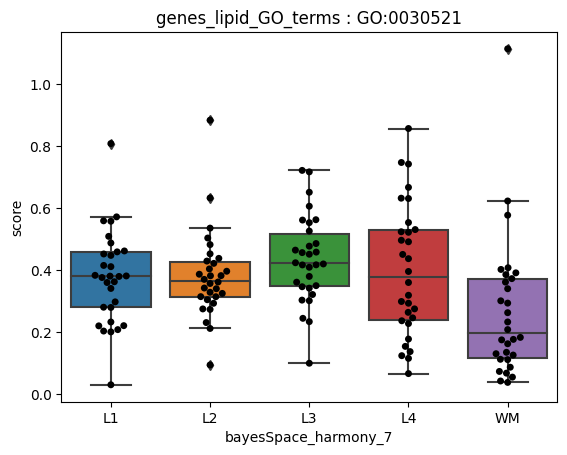 genes_lipid_GO_terms : GO:0030521
score
1.0
0.8
0.6
0.4
0.2
0.0
L1 L2 L3 L4 WM
bayesSpace_harmony_7